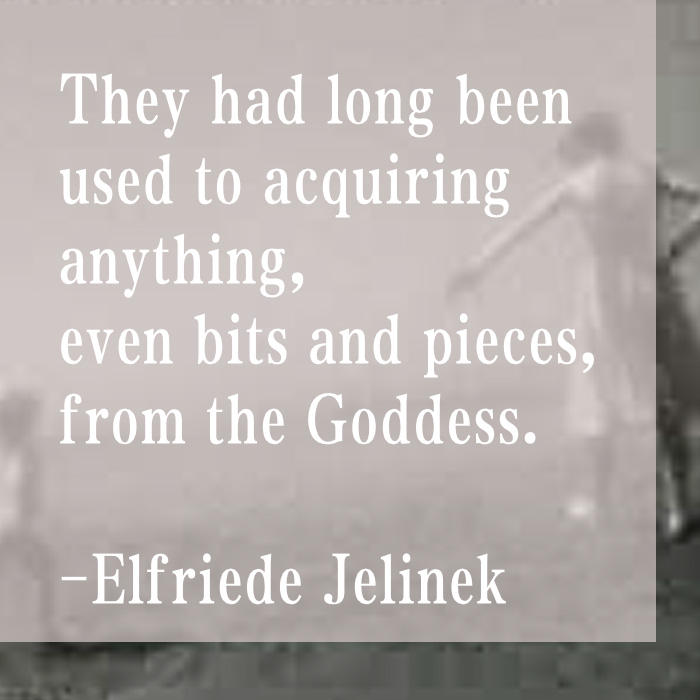 They had long been
used to acquiring
anything,
even bits and pieces,
from the Goddess.
–Elfriede Jelinek